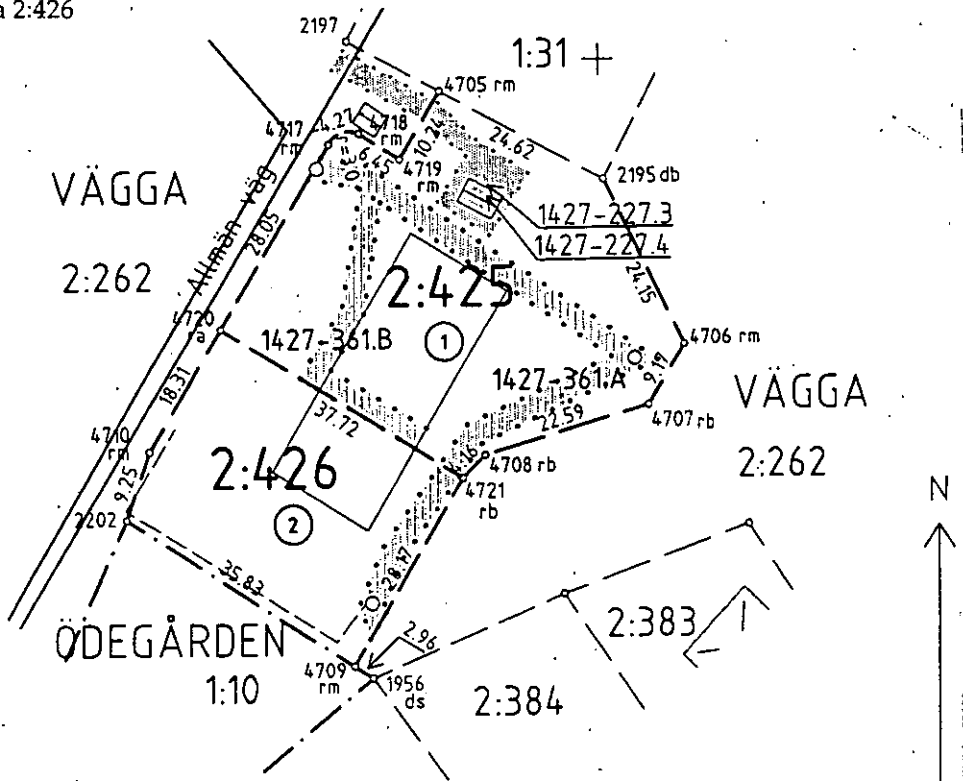 a 2:426
2197
1:31
4705 rm
4717 rm
24.27
4718 rm
10.24
24.62
6.45
4719 rm
2195 db
VÄGGA
2:262
Allmän väg
28.05
1427-227.3
1427-227.4
24.15
2:425
1
4720
a
1427-361.B
4706 rm
1427-361.A
9.19
VÄGGA
2:262
18.31
37.72
22.59
4707 rb
4710 rm
2:426
2
4.16
4708 rb
4721 rb
9.25
2202
N
35.83
28.17
ÖDEGÅRDEN
1:10
2.96
4709 rm
1956 ds
2:383
2:384